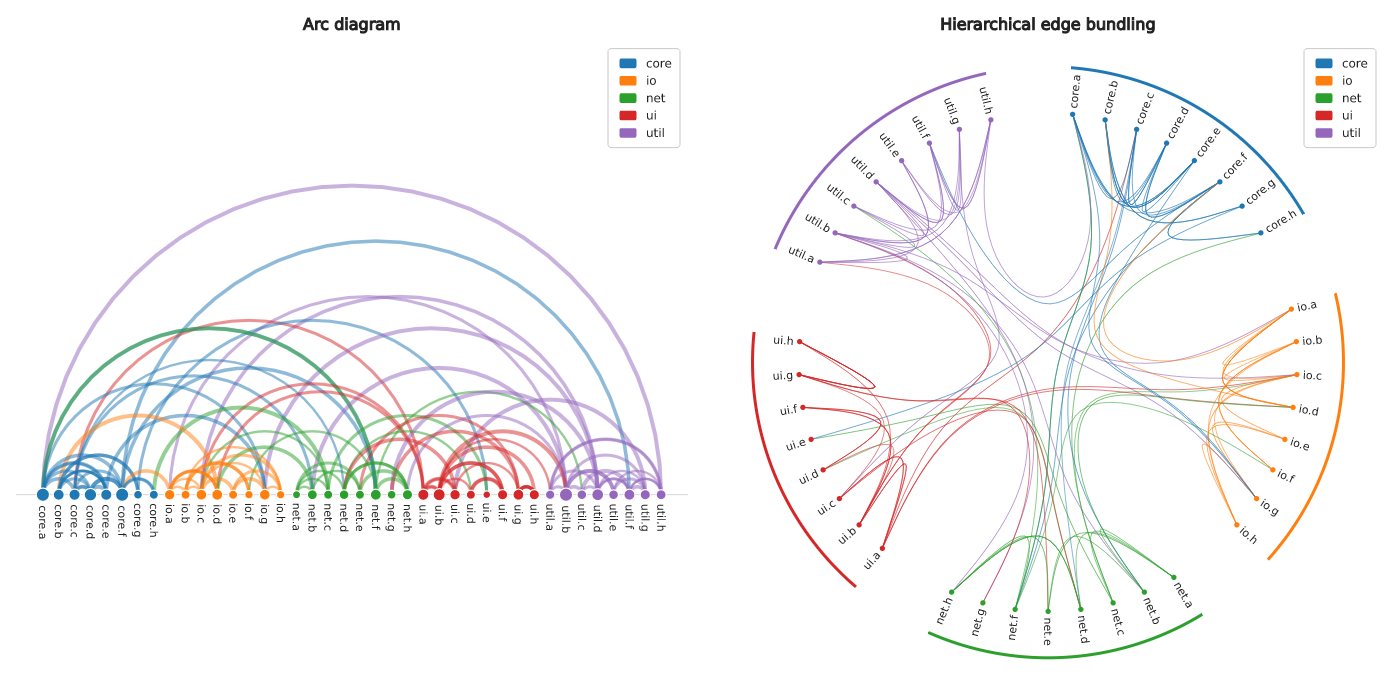 Arc diagram
core
io
net
ui
util
core.a
core.b
core.c
core.d
core.e
core.f
core.g
core.h
io.a
io.b
io.c
io.d
io.e
io.f
io.g
io.h
net.a
net.b
net.c
net.d
net.e
net.f
net.g
net.h
ui.a
ui.b
ui.c
ui.d
ui.e
ui.f
ui.g
ui.h
util.a
util.b
util.c
util.d
util.e
util.f
util.g
util.h
Hierarchical edge bundling
core
io
net
ui
util
core.a
core.b
core.c
core.d
core.e
core.f
core.g
core.h
io.a
io.b
io.c
io.d
io.e
io.f
io.g
io.h
net.a
net.b
net.c
net.d
net.e
net.f
net.g
net.h
ui.a
ui.b
ui.c
ui.d
ui.e
ui.f
ui.g
ui.h
util.a
util.b
util.c
util.d
util.e
util.f
util.g
util.h